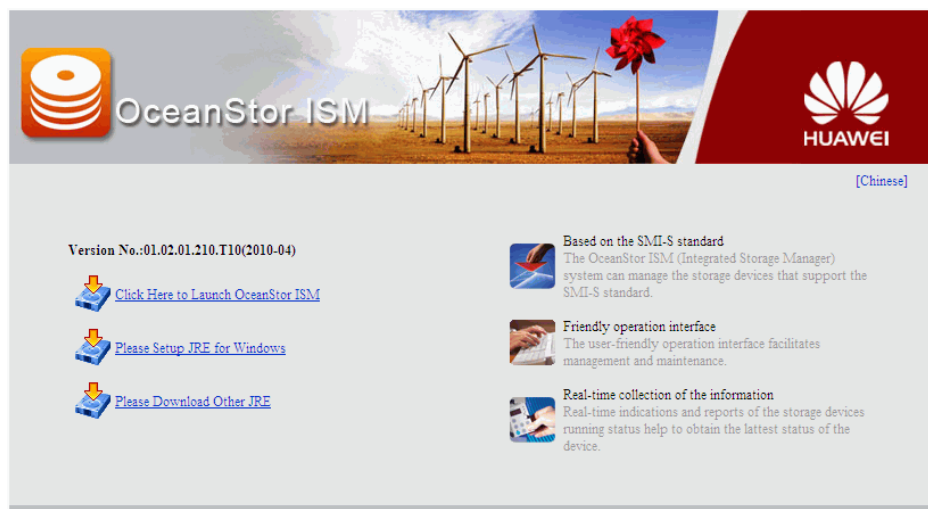 OceanStor ISM
HUAWEI
[Chinese]
Version No.:01.02.01.210.T10(2010-04)
Click Here to Launch OceanStor ISM
Please Setup JRE for Windows
Please Download Other JRE
Based on the SMI-S standard
The OceanStor ISM (Integrated Storage Manager)
system can manage the storage devices that support the
SMI-S standard.
Friendly operation interface
The user-friendly operation interface facilitates
management and maintenance.
Real-time collection of the information
Real-time indications and reports of the storage devices
running status help to obtain the lattest status of the
device.